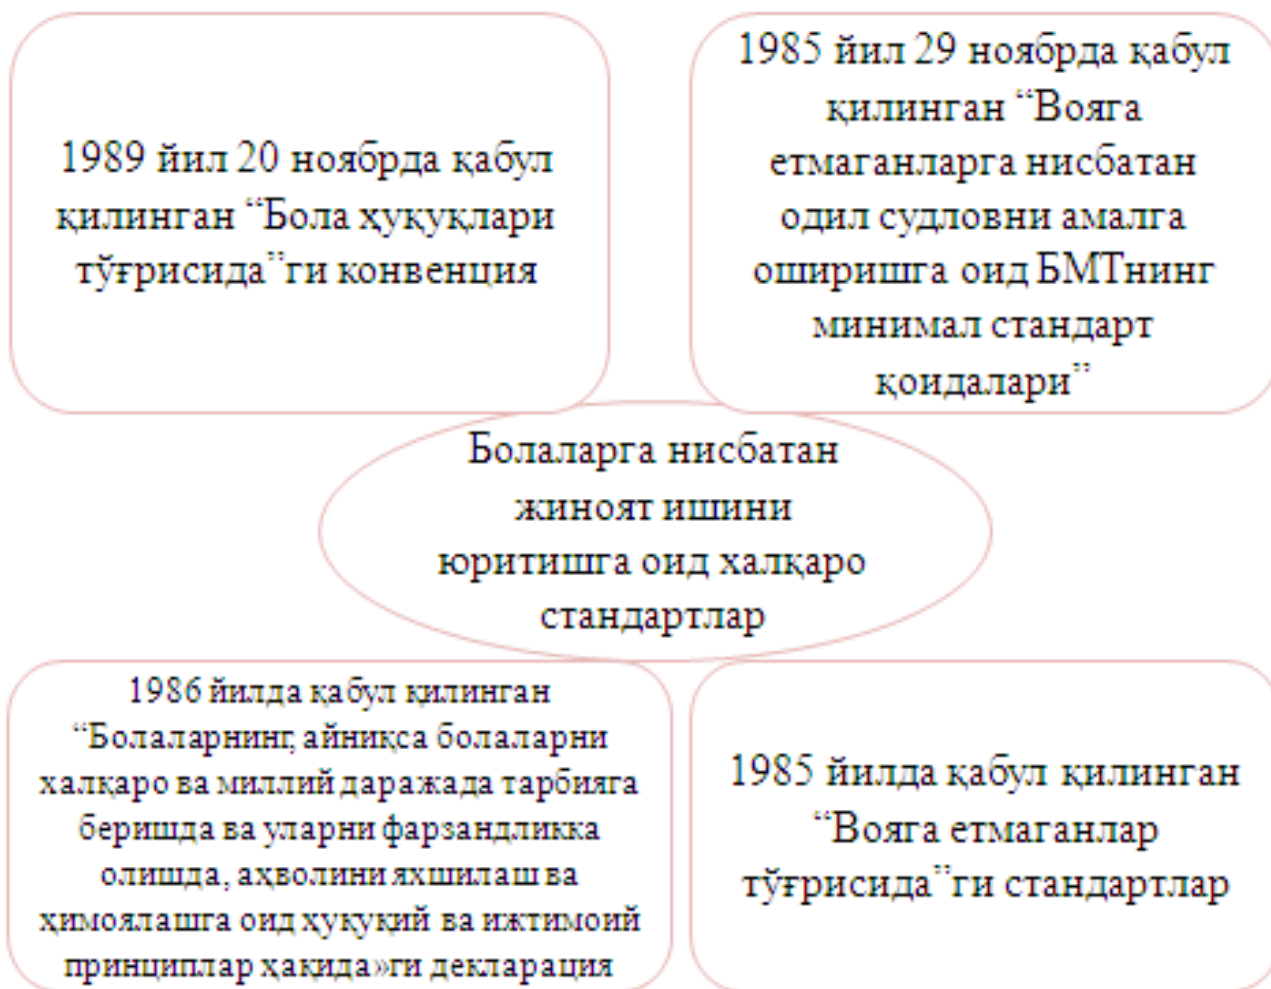 1989 йил 20 ноябрда қабул
қилинган “Бола ҳуқуқлари
тўғрисида”ги конвенция
1985 йил 29 ноябрда қабул
қилинган “Вояга
етмаганларга нисбатан
одил судловни амалга
оширишга оид БМТнинг
минимал стандарт
қоидалари”
Болаларга нисбатан
жиноят ишини
юритишга оид халқаро
стандартлар
1986 йилда қабул қилинган
“Болаларнинг, айниқса болаларни
халқаро ва миллий даражада тарбияга
беришда ва уларни фарзандликка
олишда, аҳволини яхшилаш ва
ҳимоялашга оид ҳуқуқий ва ижтимоий
принциплар ҳақида»ги декларация
1985 йилда қабул қилинган
“Вояга етмаганлар
тўғрисида”ги стандартлар